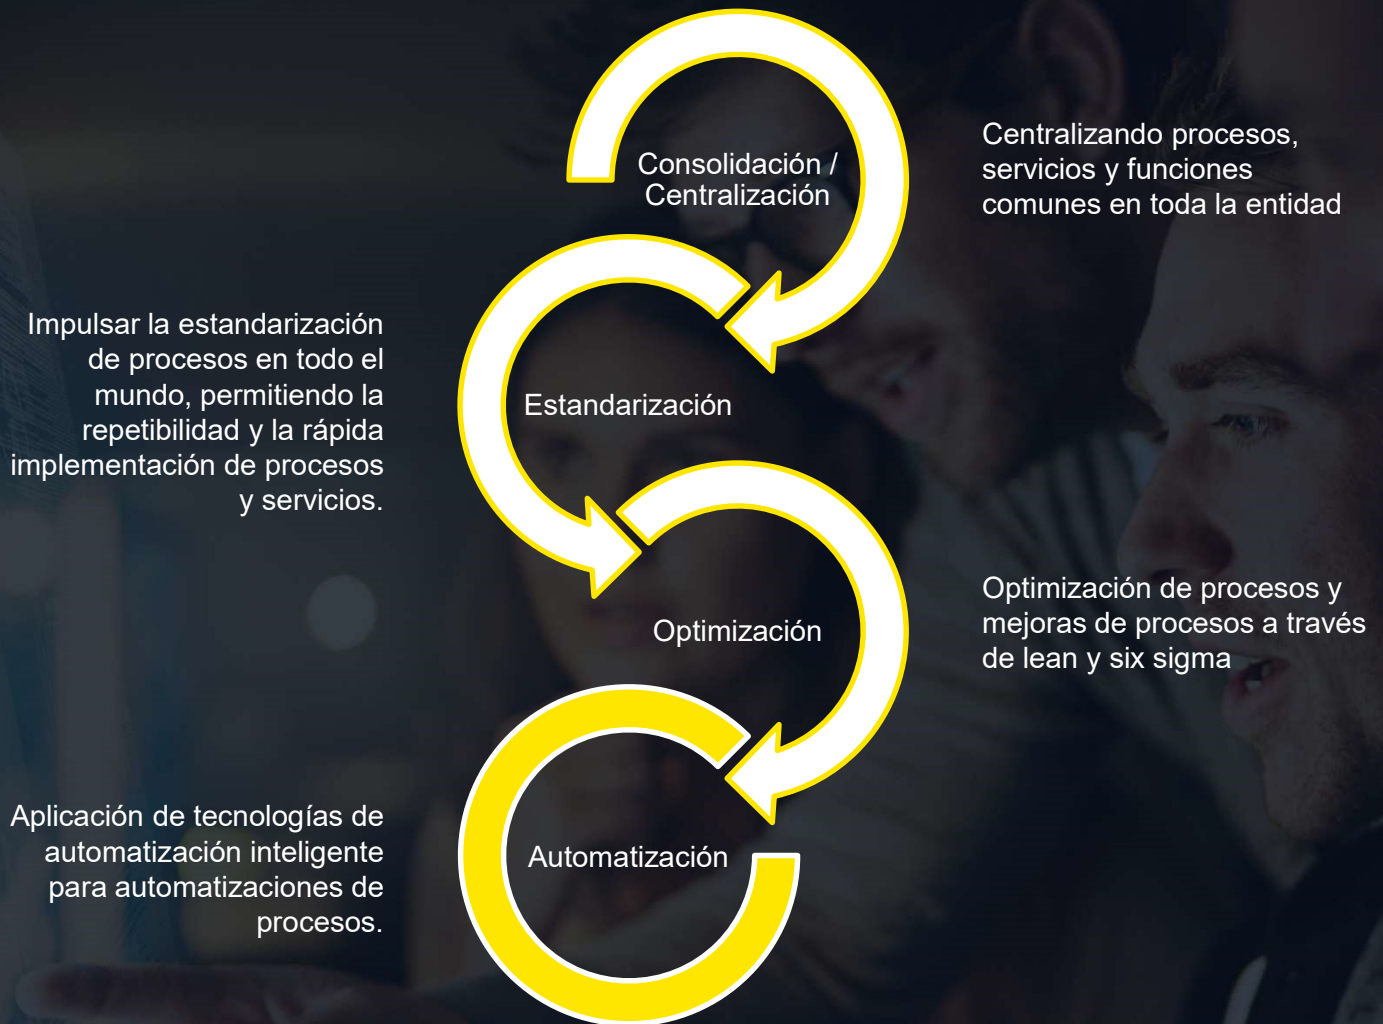 Consolidación /
Centralización
Centralizando procesos,
servicios y funciones
comunes en toda la entidad
Impulsar la estandarización
de procesos en todo el
mundo, permitiendo la
repetibilidad y la rápida
implementación de procesos
y servicios.
Estandarización
Optimización
Optimización de procesos y
mejoras de procesos a través
de lean y six sigma
Aplicación de tecnologías de
automatización inteligente
para automatizaciones de
procesos.
Automatización